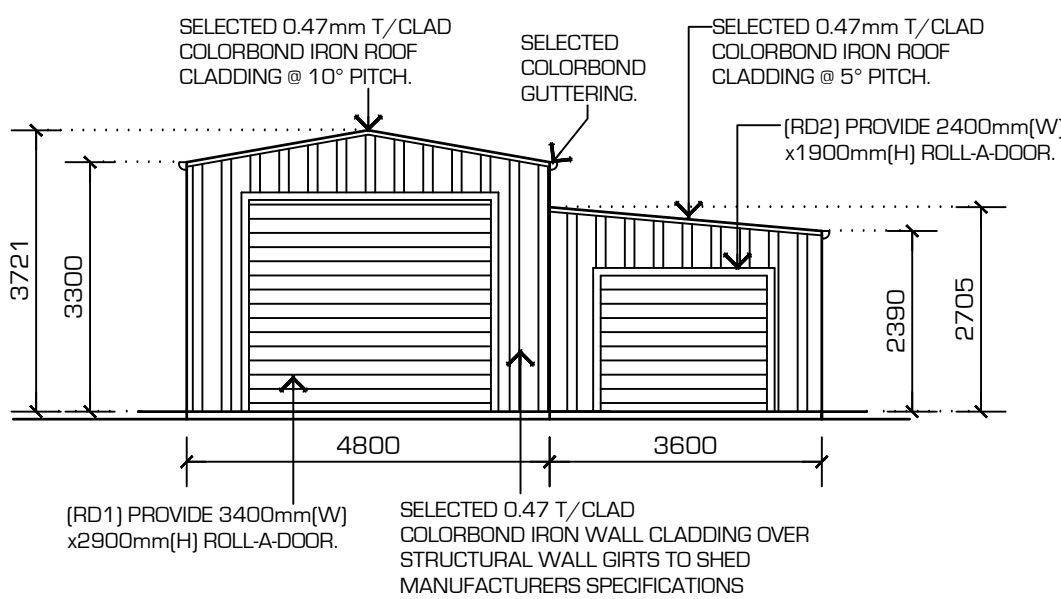 SELECTED 0.47mm T/CLAD
COLORBOND IRON ROOF
CLADDING @ 10° PITCH.
SELECTED
COLORBOND
GUTTERING.
SELECTED 0.47mm T/CLAD
COLORBOND IRON ROOF
CLADDING @ 5° PITCH.
(RD2) PROVIDE 2400mm(W)
x1900mm(H) ROLL-A-DOOR.
3721
3300
2390
2705
4800
3600
(RD1) PROVIDE 3400mm(W)
x2900mm(H) ROLL-A-DOOR.
SELECTED 0.47 T/CLAD
COLORBOND IRON WALL CLADDING OVER
STRUCTURAL WALL GIRTS TO SHED
MANUFACTURERS SPECIFICATIONS